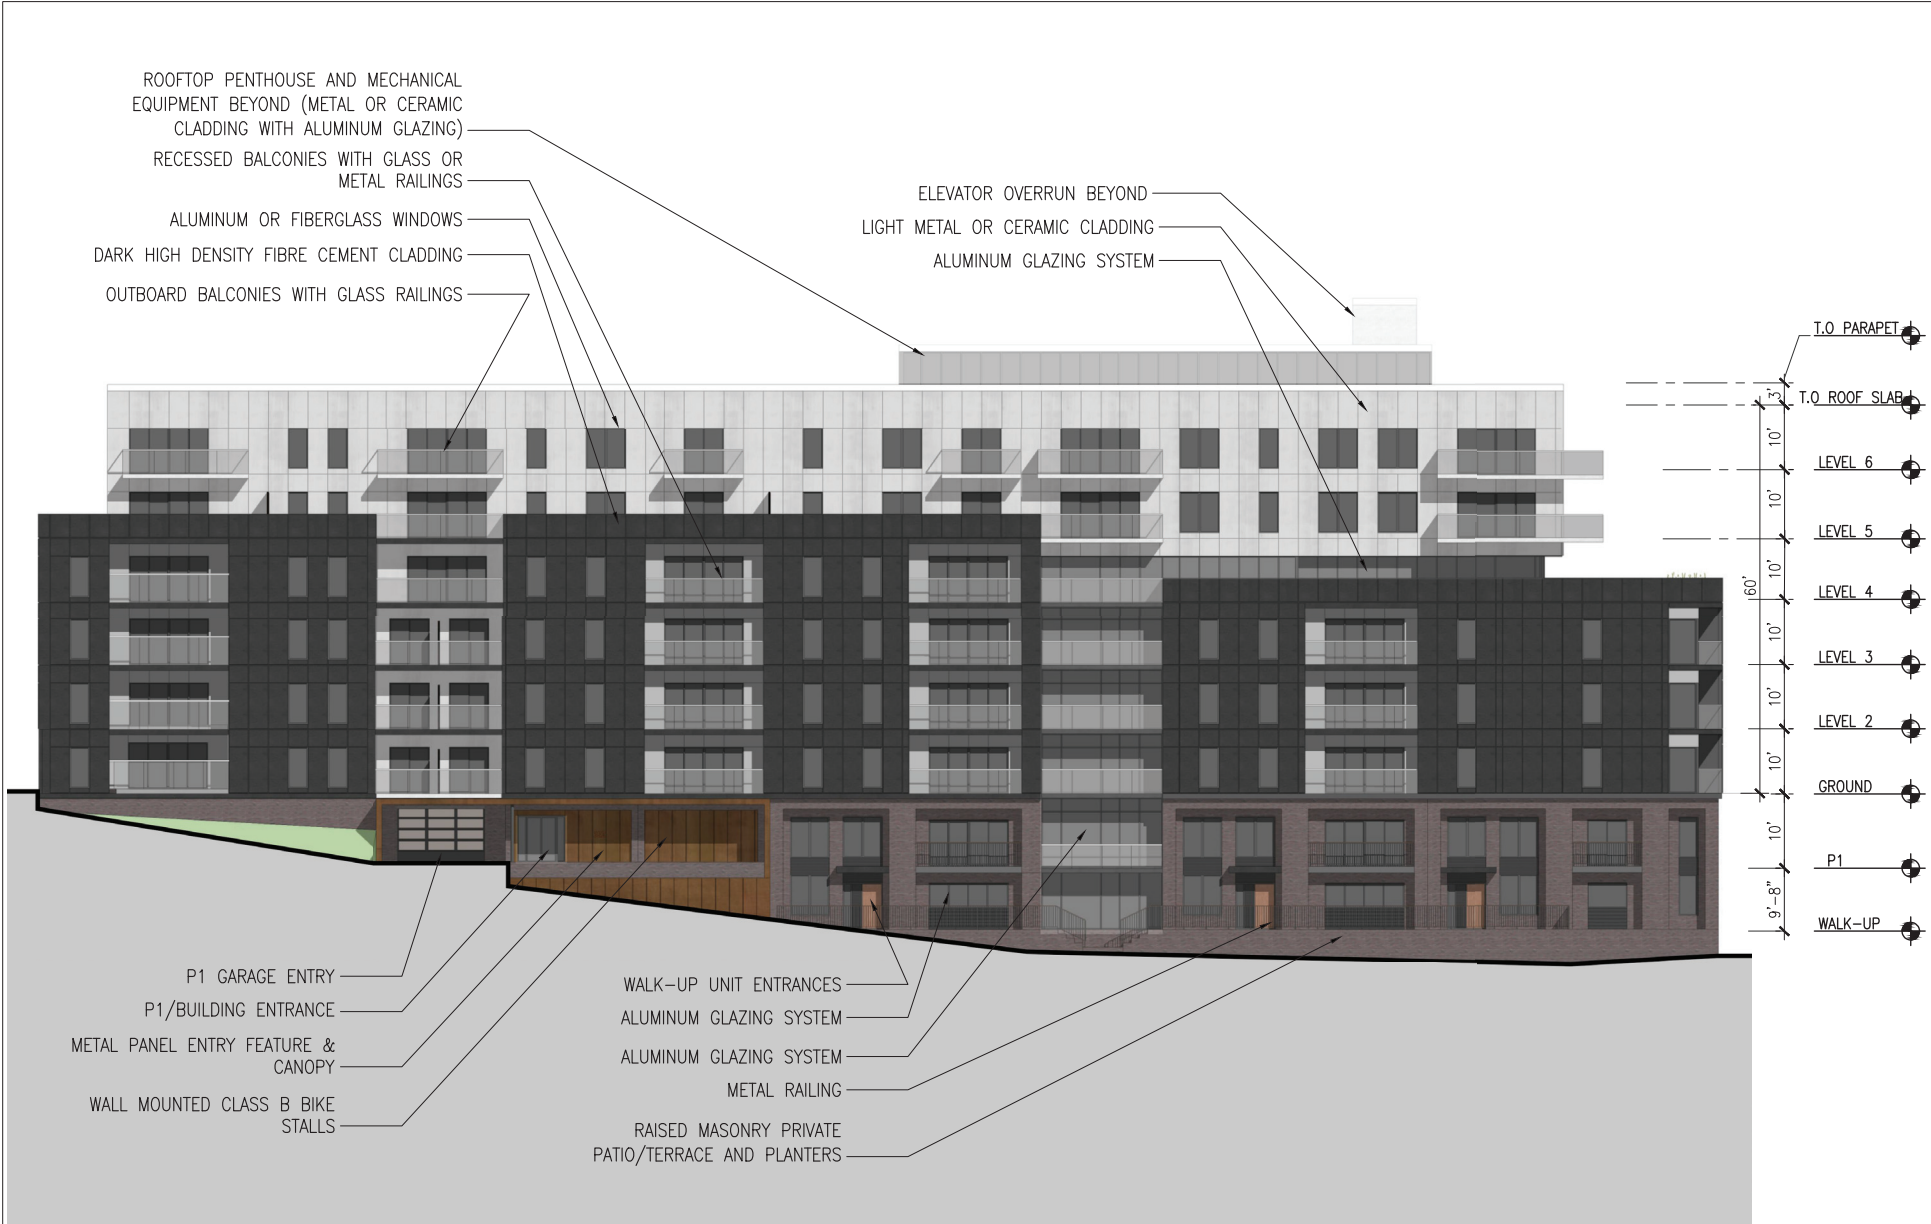 ROOFTOP PENTHOUSE AND MECHANICAL
EQUIPMENT BEYOND (METAL OR CERAMIC
CLADDING WITH ALUMINUM GLAZING)
RECESSED BALCONIES WITH GLASS OR
METAL RAILINGS
ALUMINUM OR FIBERGLASS WINDOWS
DARK HIGH DENSITY FIBRE CEMENT CLADDING
OUTBOARD BALCONIES WITH GLASS RAILINGS
ELEVATOR OVERRUN BEYOND
LIGHT METAL OR CERAMIC CLADDING
ALUMINUM GLAZING SYSTEM
T.O PARAPET
3'
T.O ROOF SLAB
10'
LEVEL 6
10'
LEVEL 5
10'
60'
LEVEL 4
10'
LEVEL 3
10'
LEVEL 2
10'
GROUND
10'
P1
9'-8"
WALK-UP
P1 GARAGE ENTRY
P1/BUILDING ENTRANCE
METAL PANEL ENTRY FEATURE &
CANOPY
WALL MOUNTED CLASS B BIKE
STALLS
WALK-UP UNIT ENTRANCES
ALUMINUM GLAZING SYSTEM
ALUMINUM GLAZING SYSTEM
METAL RAILING
RAISED MASONRY PRIVATE
PATIO/TERRACE AND PLANTERS